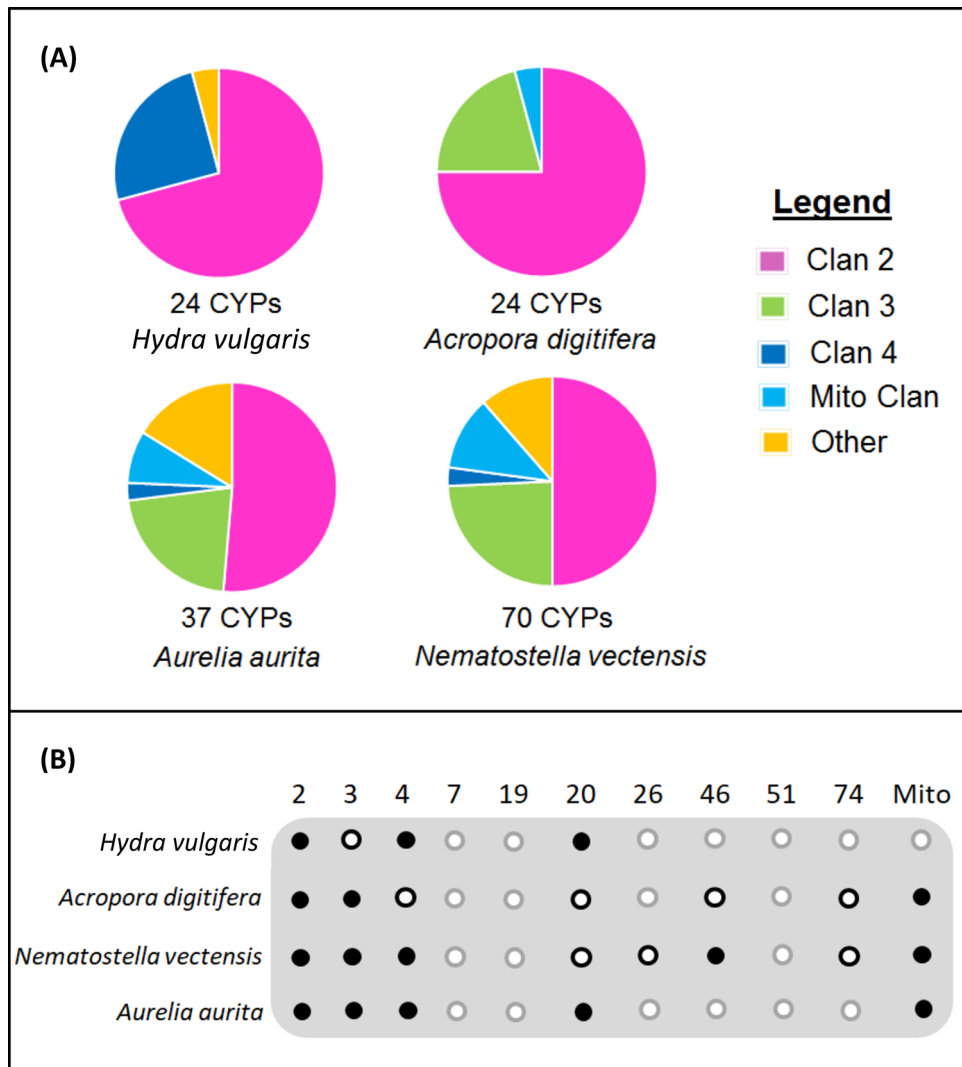 (A)
24 CYPs
Hydra vulgaris
24 CYPs
Acropora digitifera
37 CYPs
Aurelia aurita
70 CYPs
Nematostella vectensis
Legend
Clan 2
Clan 3
Clan 4
Mito Clan
Other
(B)
2 3 4 7 19 20 26 46 51 74 Mito
Hydra vulgaris
Acropora digitifera
Nematostella vectensis
Aurelia aurita